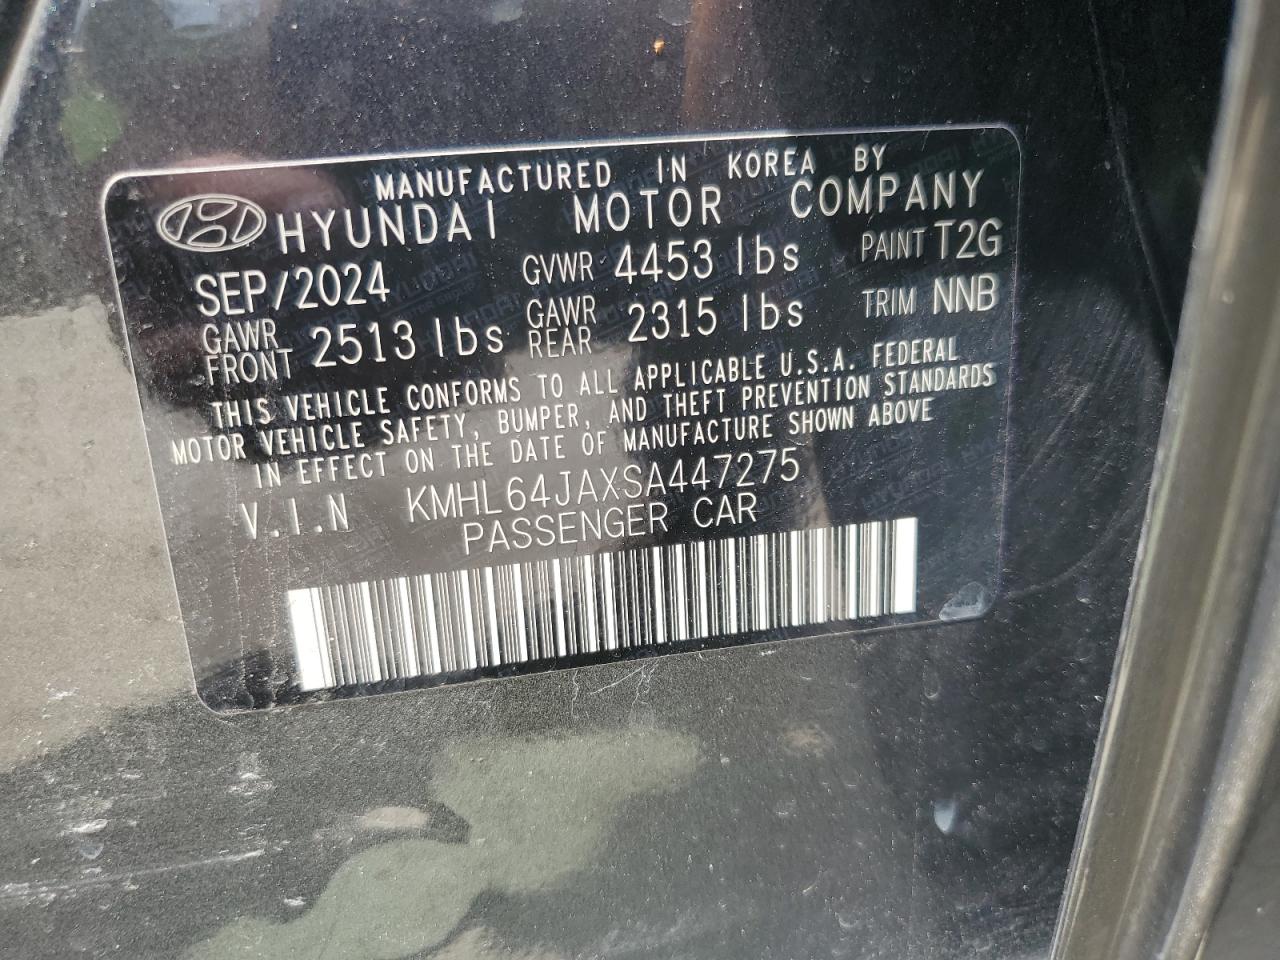 MANUFACTURED IN KOREA BY
HYUNDAI MOTOR COMPANY
SEP/2024 GVWR 4453 lbs PAINT T2G
GAWR FRONT 2513 lbs GAWR REAR 2315 lbs TRIM NNB
THIS VEHICLE CONFORMS TO ALL APPLICABLE U.S.A. FEDERAL
MOTOR VEHICLE SAFETY, BUMPER, AND THEFT PREVENTION STANDARDS
IN EFFECT ON THE DATE OF MANUFACTURE SHOWN ABOVE
V.I.N KMHL64JAXSA447275
PASSENGER CAR